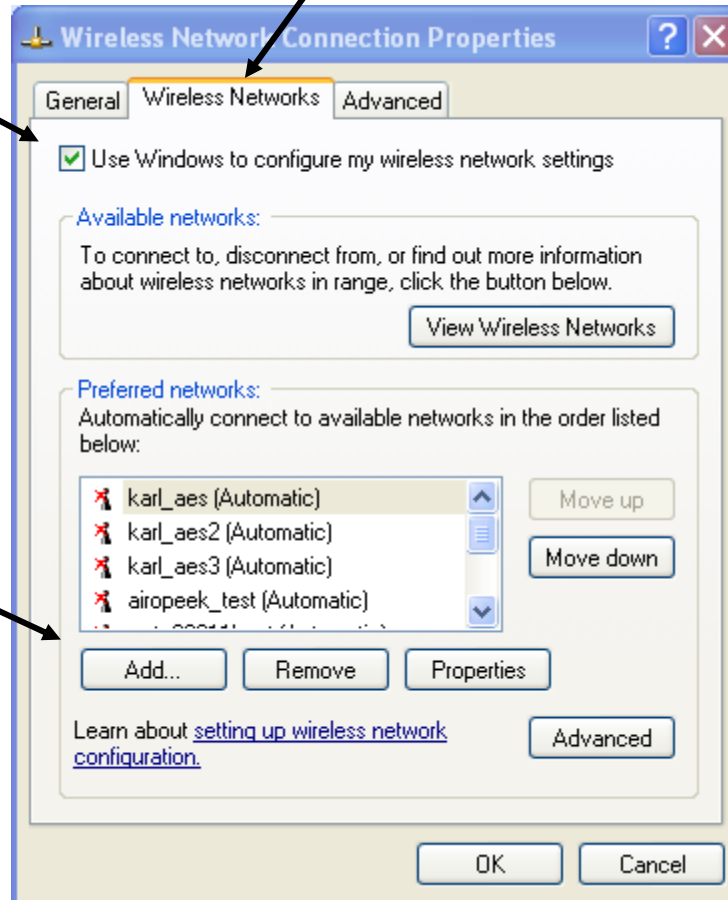 Wireless Network Connection Properties
General
Wireless Networks
Advanced
Use Windows to configure my wireless network settings
Available networks:
To connect to, disconnect from, or find out more information
about wireless networks in range, click the button below.
View Wireless Networks
Preferred networks:
Automatically connect to available networks in the order listed
below:
karl_aes (Automatic)
karl_aes2 (Automatic)
karl_aes3 (Automatic)
airopeek_test (Automatic)
Move up
Move down
Add...
Remove
Properties
Learn about setting up wireless network
configuration.
Advanced
OK
Cancel